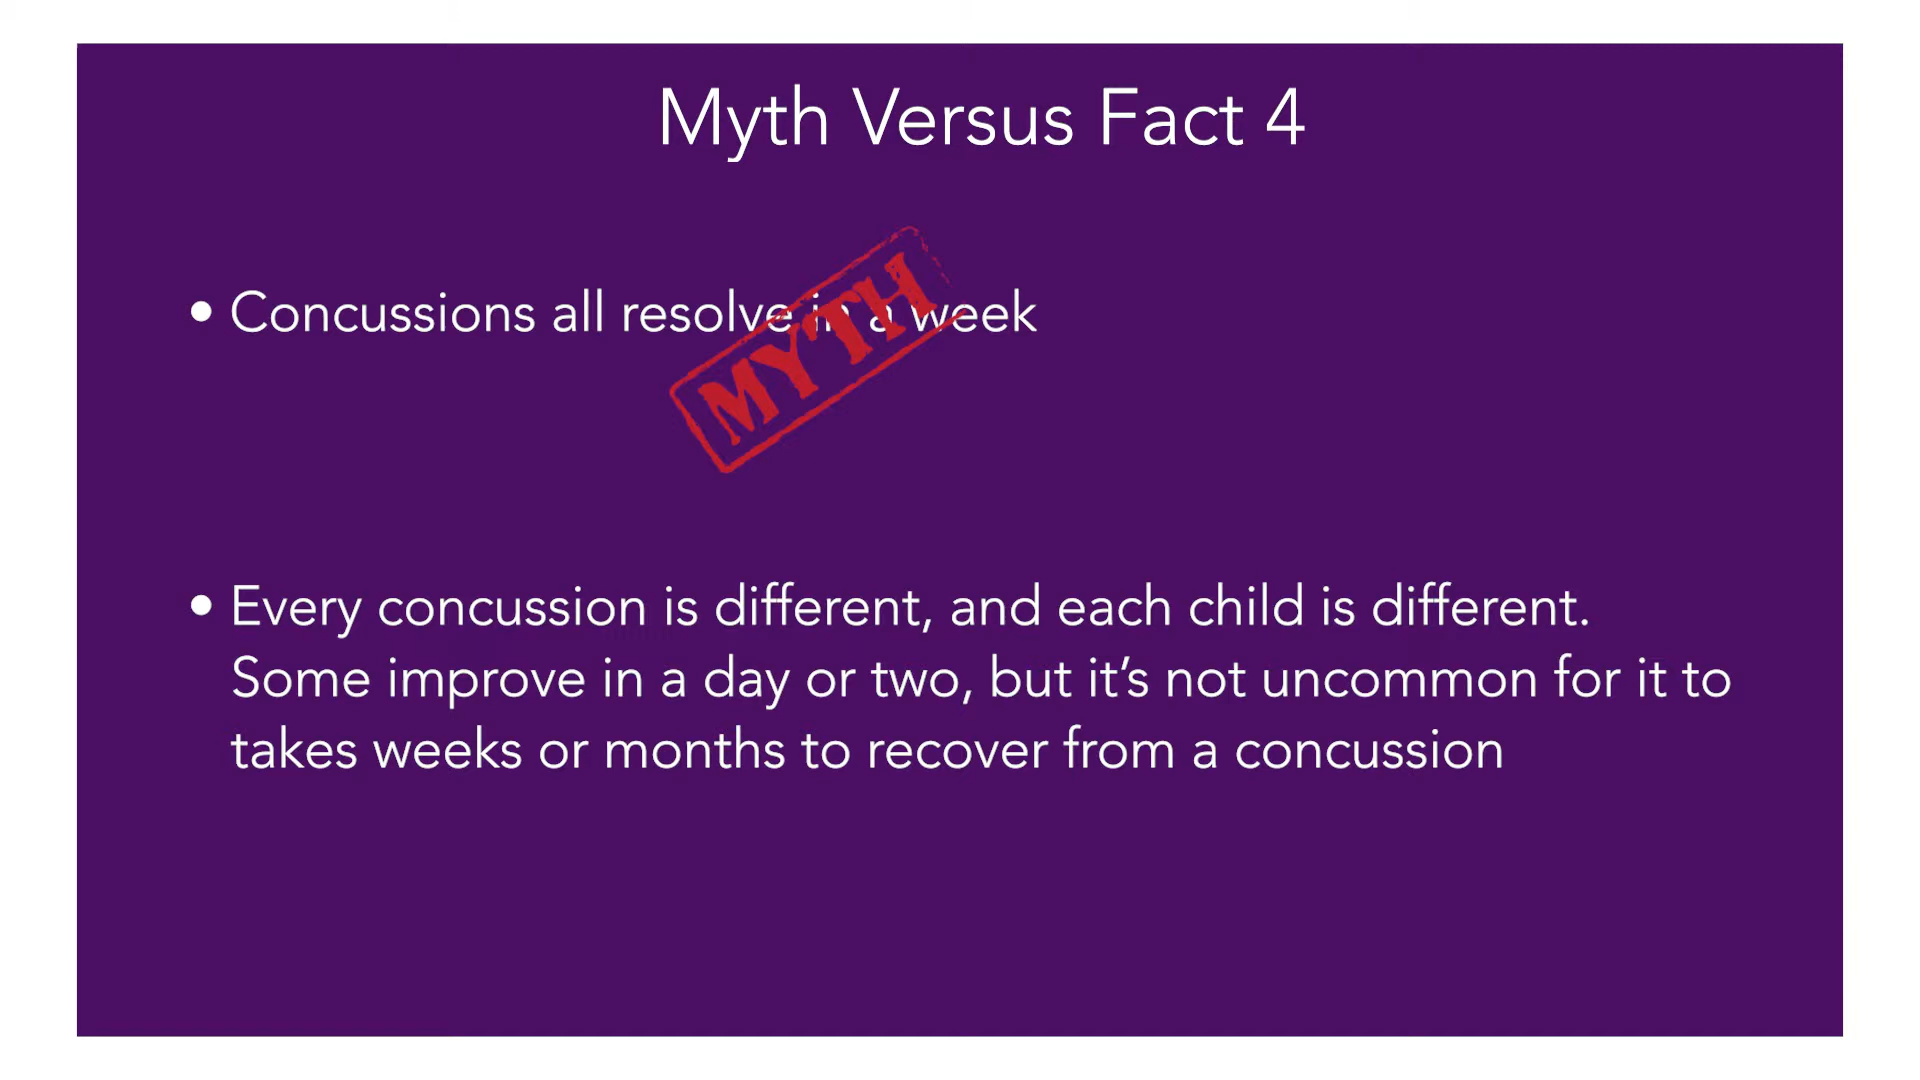 Myth Versus Fact 4
• Concussions all resolve in a week
MYTH
• Every concussion is different, and each child is different.
Some improve in a day or two, but it’s not uncommon for it to
takes weeks or months to recover from a concussion